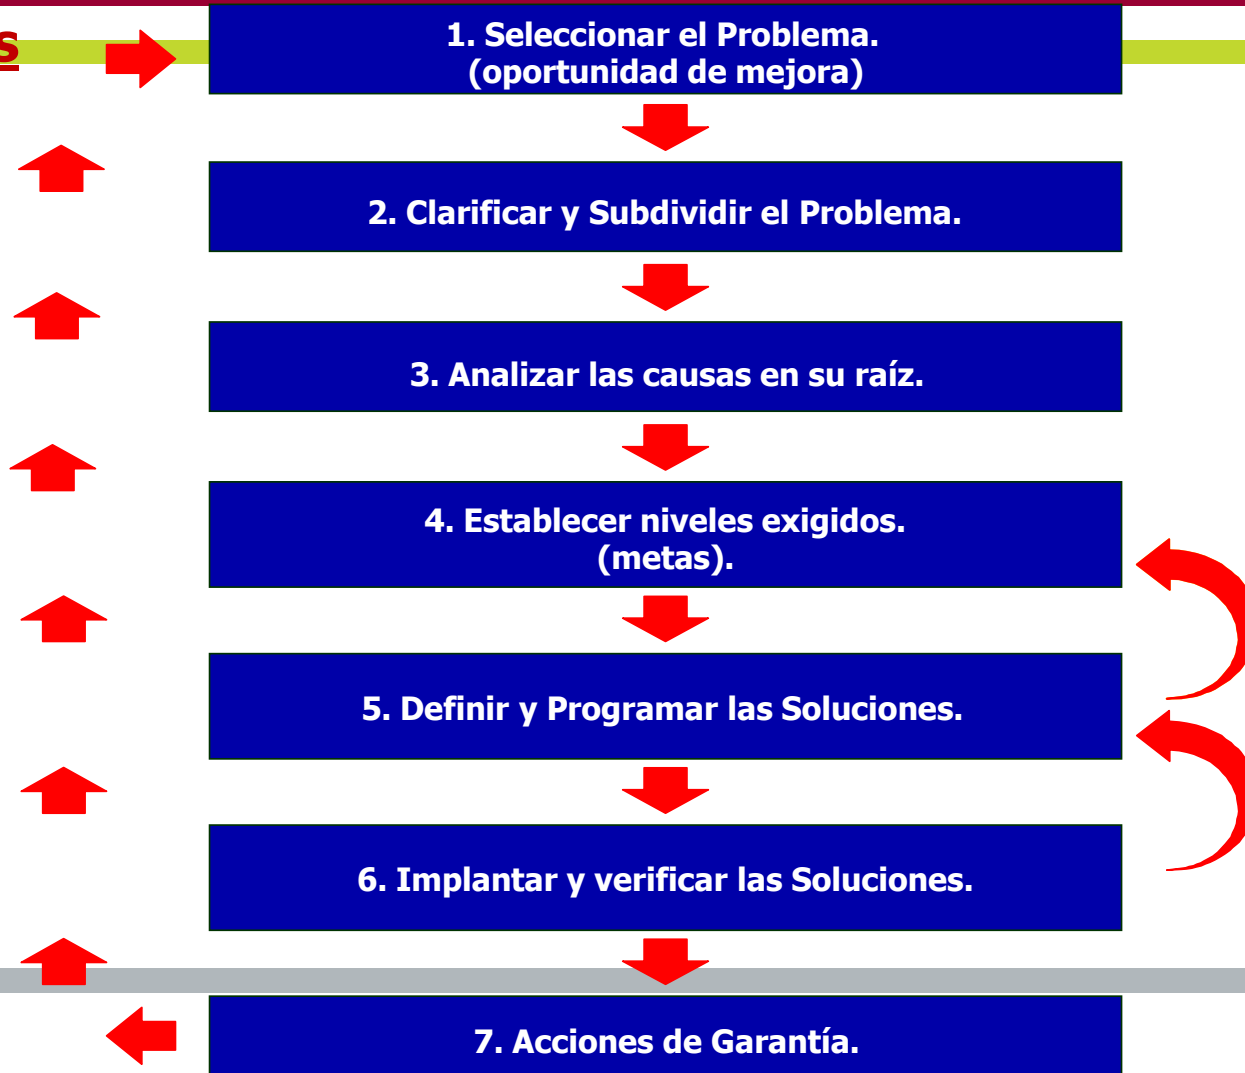 s
1. Seleccionar el Problema.
(oportunidad de mejora)
2. Clarificar y Subdividir el Problema.
3. Analizar las causas en su raíz.
4. Establecer niveles exigidos.
(metas).
5. Definir y Programar las Soluciones.
6. Implantar y verificar las Soluciones.
7. Acciones de Garantía.